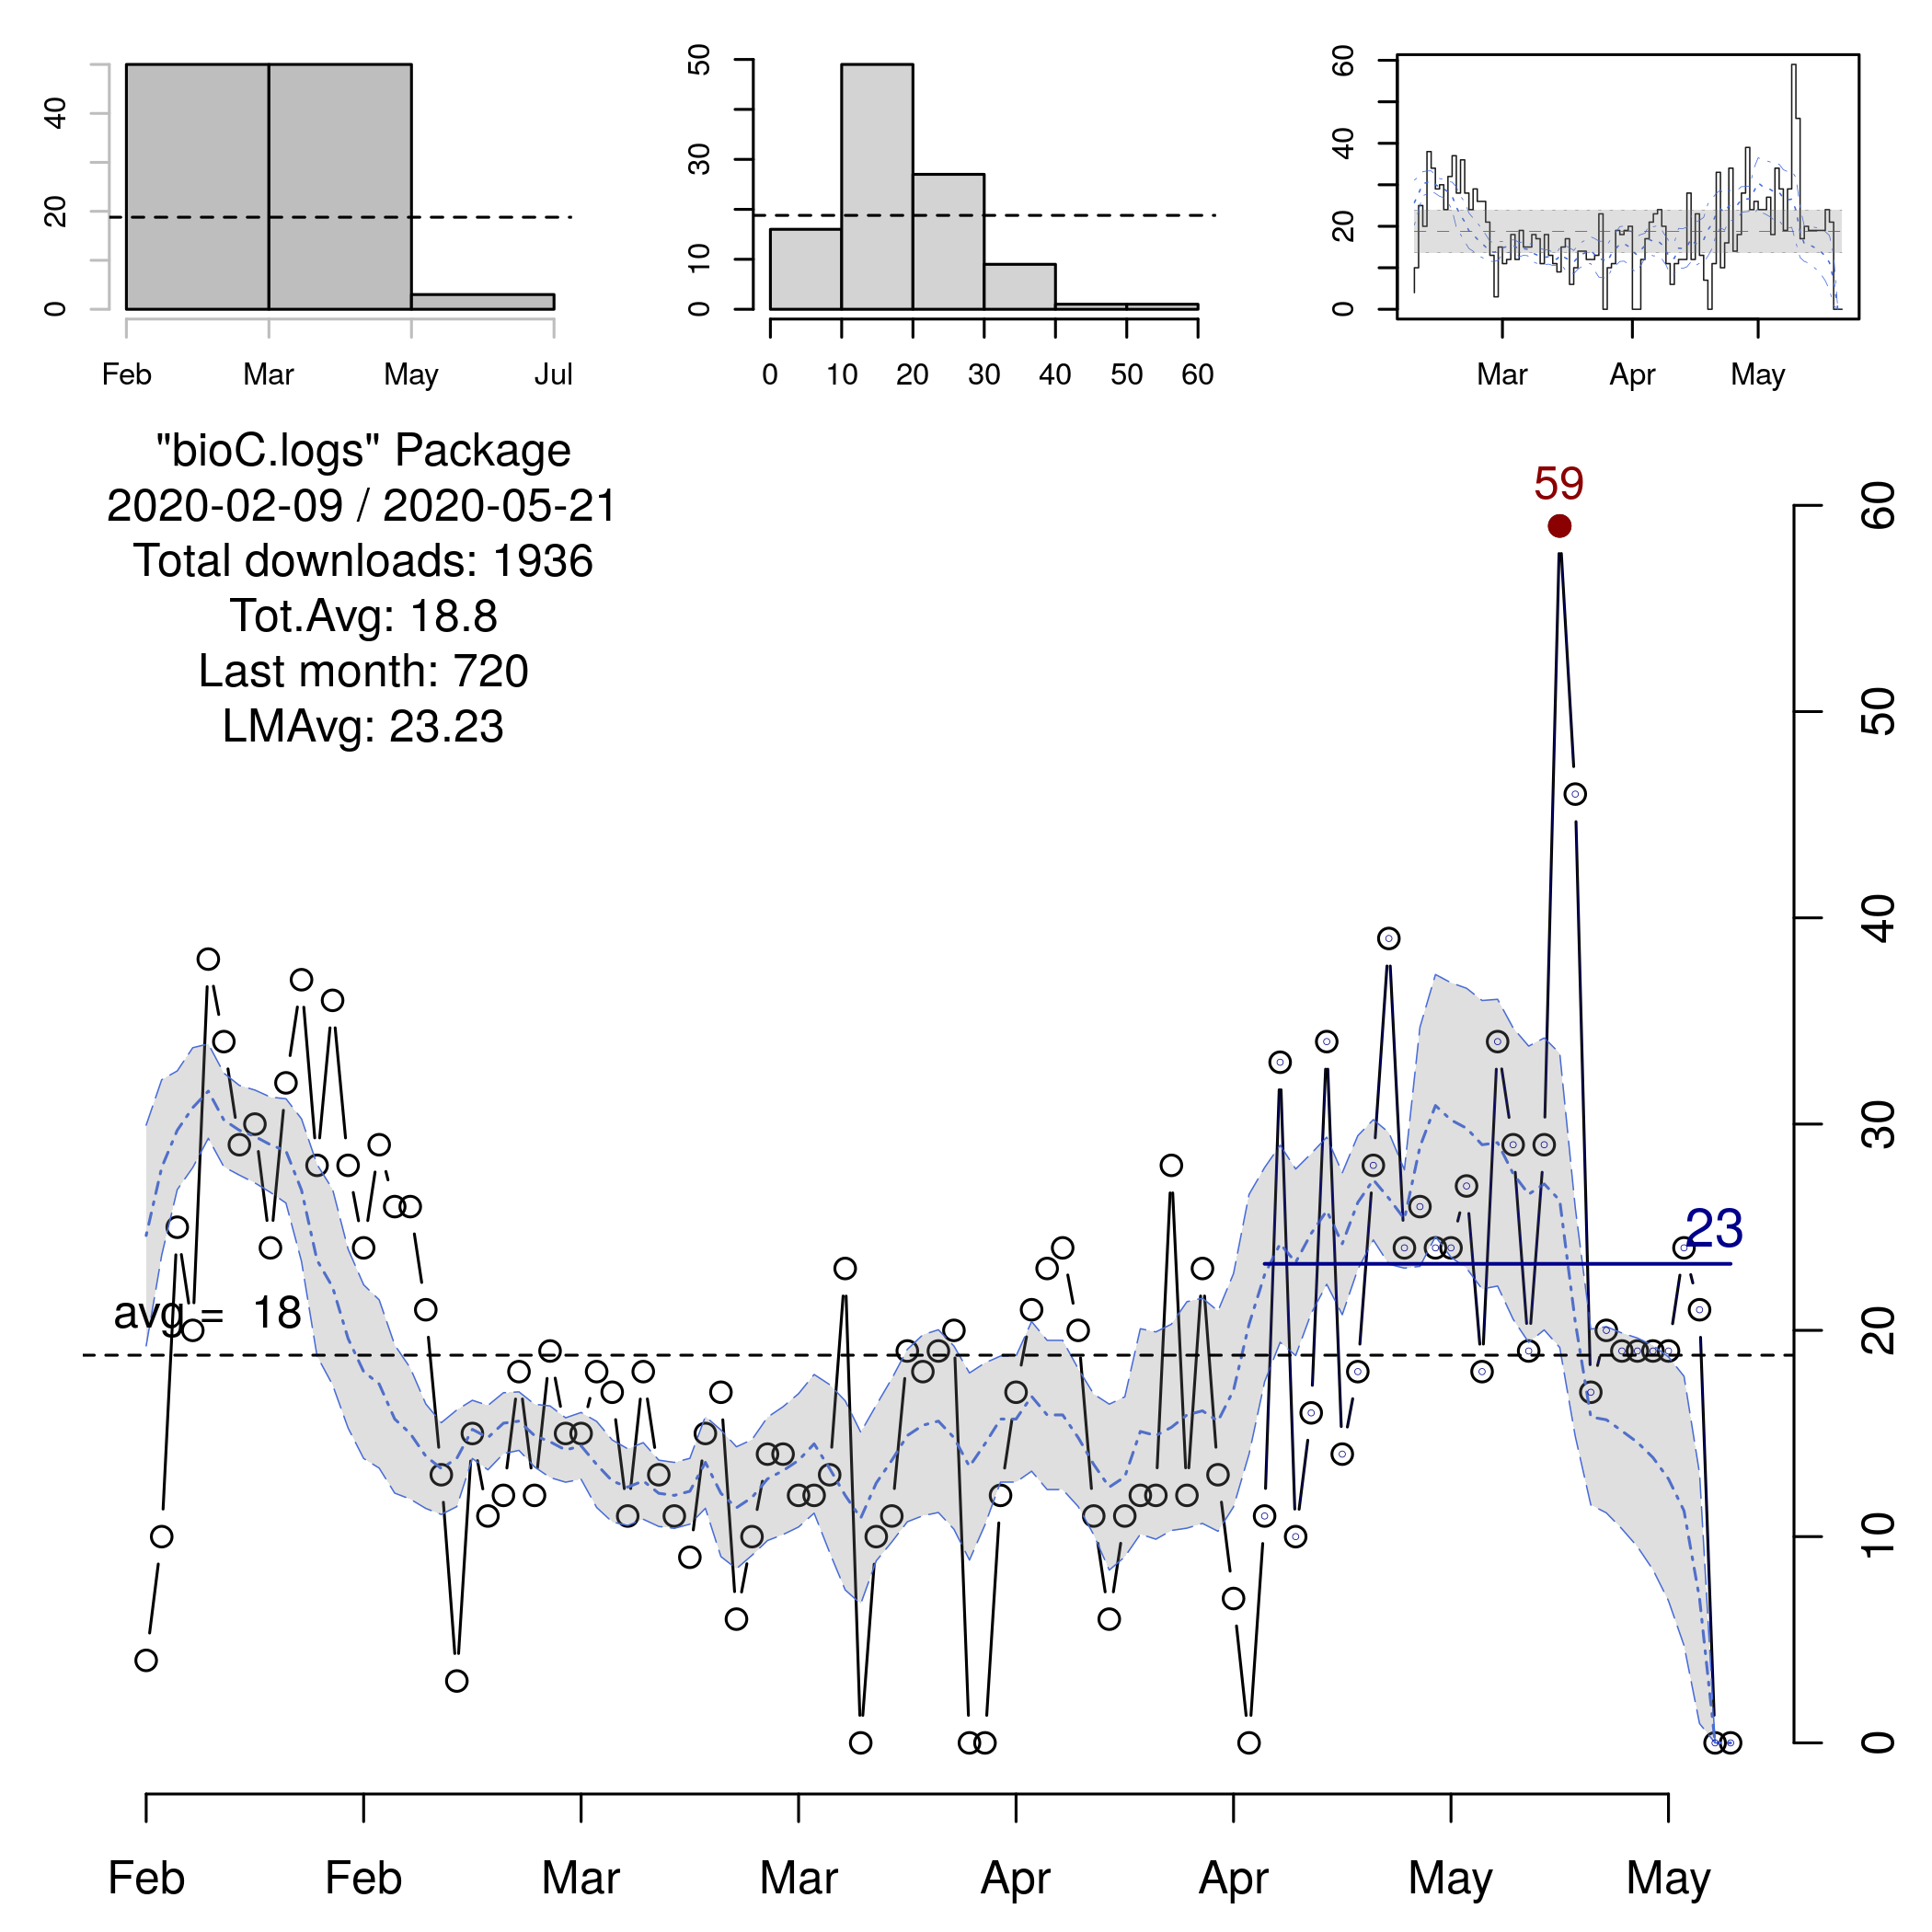 0 20 40
Feb Mar May Jul
0 10 30 50
0 10 20 30 40 50 60
0 20 40 60
Mar Apr May
"bioC.logs" Package
2020-02-09 / 2020-05-21
Total downloads: 1936
Tot.Avg: 18.8
Last month: 720
LMAvg: 23.23
59
23
avg = 18
0 10 20 30 40 50 60
Feb Feb Mar Mar Apr Apr May May